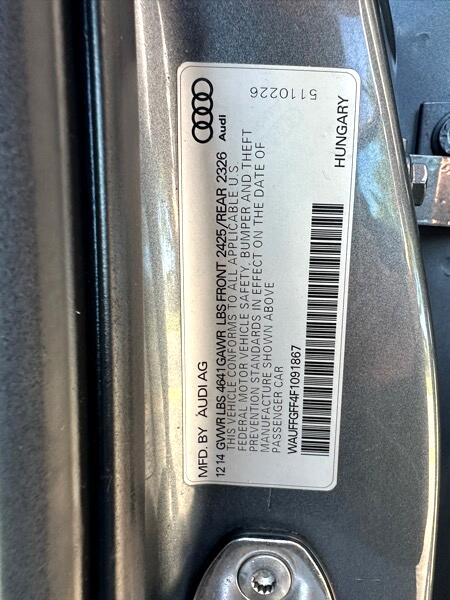 5110226
Audi
HUNGARY
MFD. BY AUDI AG
12 14 GVWR LBS 4641 GAWR LBS FRONT 2425 /REAR 2326
THIS VEHICLE CONFORMS TO ALL APPLICABLE U.S.
FEDERAL MOTOR VEHICLE SAFETY, BUMPER AND THEFT
PREVENTION STANDARDS IN EFFECT ON THE DATE OF
MANUFACTURE SHOWN ABOVE
PASSENGER CAR
WAUFFGFF4F1091867